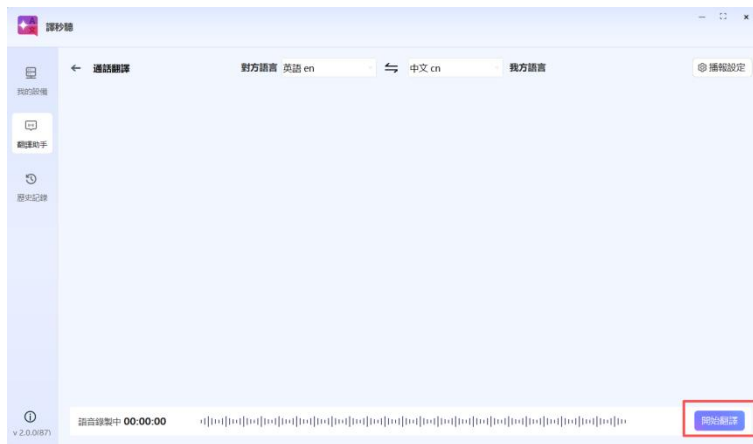 譯秒聽
我的設備
翻譯助手
歷史記錄
v 2.0.0(87)
← 通話翻譯
對方語言 英語 en
中文 cn 我方語言
播報設定
語音錄製中 00:00:00
開始翻譯